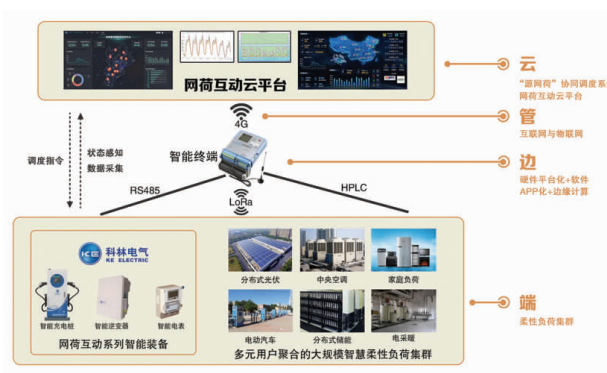 网荷互动云平台
云
"源网荷"协同调度系
网荷互动云平台
4G
管
互联网与物联网
调度指令
状态感知
数据采集
智能终端
边
硬件平台化+软件
APP化+边缘计算
RS485
LoRa
HPLC
科林电气
KE ELECTRIC
智能充电桩
智能逆变器
智能电表
网荷互动系列智能装备
分布式光伏
中央空调
家庭负荷
电动汽车
分布式储能
电采暖
多元用户聚合的大规模智慧柔性负荷集群
端
柔性负荷集群